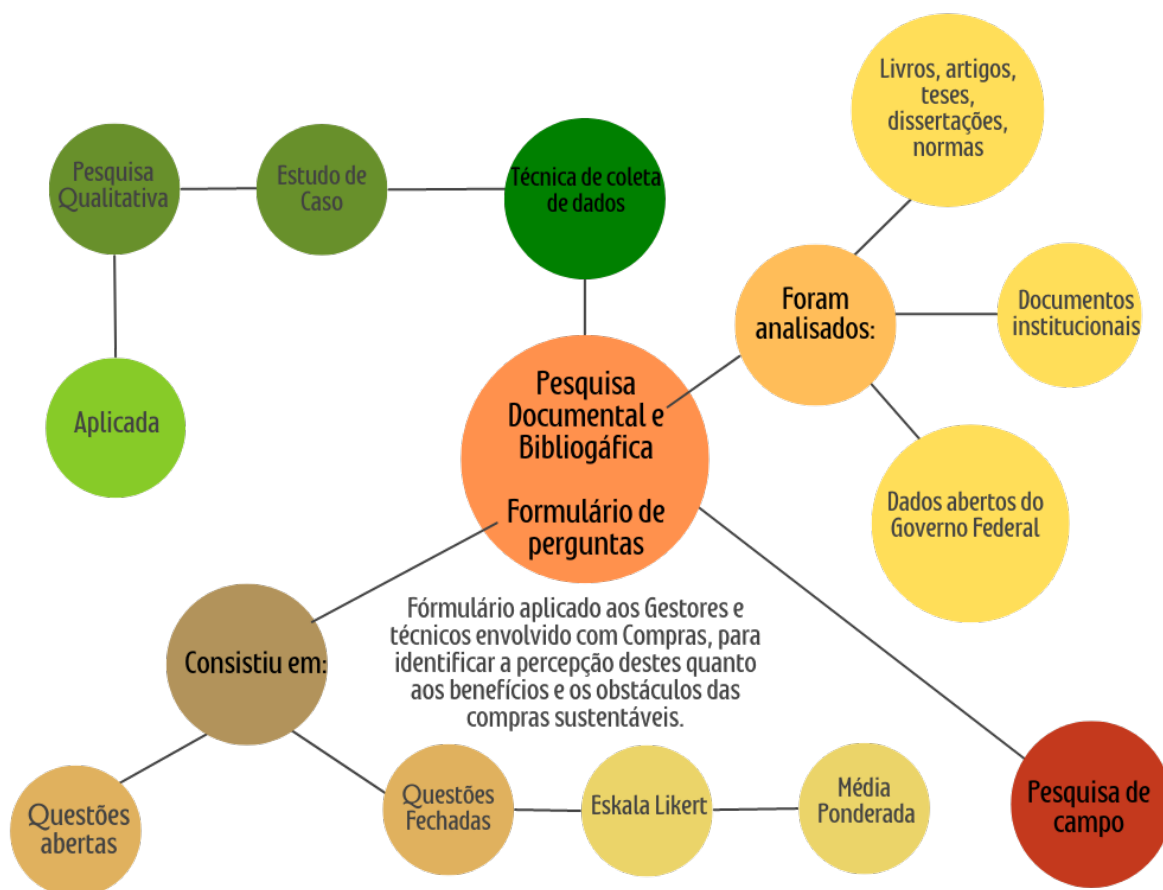 Livros, artigos,
teses,
dissertações,
normas
Pesquisa
Qualitativa
Estudo de
Caso
Técnica de coleta
de dados
Foram
analisados:
Documentos
institucionais
Aplicada
Pesquisa
Documental e
Bibliogáfica
Formulário de
perguntas
Dados abertos do
Governo Federal
Fórmulário aplicado aos Gestores e
técnicos envolvido com Compras, para
identificar a percepção destes quanto
aos benefícios e os obstáculos das
compras sustentáveis.
Consistiu em:
Questões
abertas
Questões
Fechadas
Eskala Likert
Média
Ponderada
Pesquisa de
campo